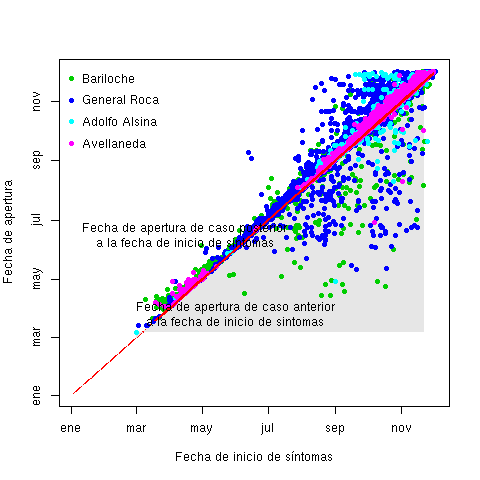 Bariloche
General Roca
Adolfo Alsina
Avellaneda
Fecha de apertura de caso posterior
a la fecha de inicio de síntomas
Fecha de apertura de caso anterior
a la fecha de inicio de sintomas
Fecha de apertura
ene
mar
may
jul
sep
nov
ene
mar
may
jul
sep
nov
Fecha de inicio de síntomas